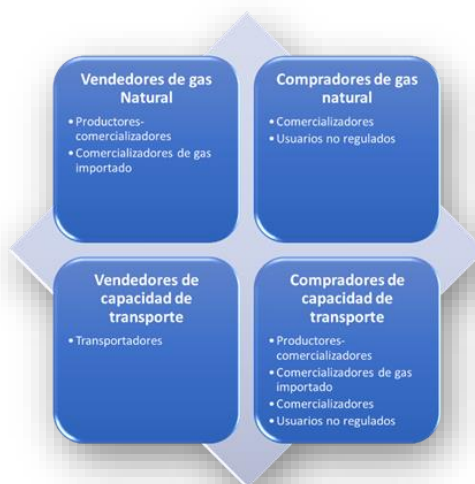 Vendedores de gas
Natural
• Productores-
comercializadores
• Comercializadores de gas
importado
Compradores de gas
natural
• Comercializadores
• Usuarios no regulados
Vendedores de
capacidad de
transporte
• Transportadores
Compradores de
capacidad de
transporte
• Productores-
comercializadores
• Comercializadores de gas
importado
• Comercializadores
• Usuarios no regulados